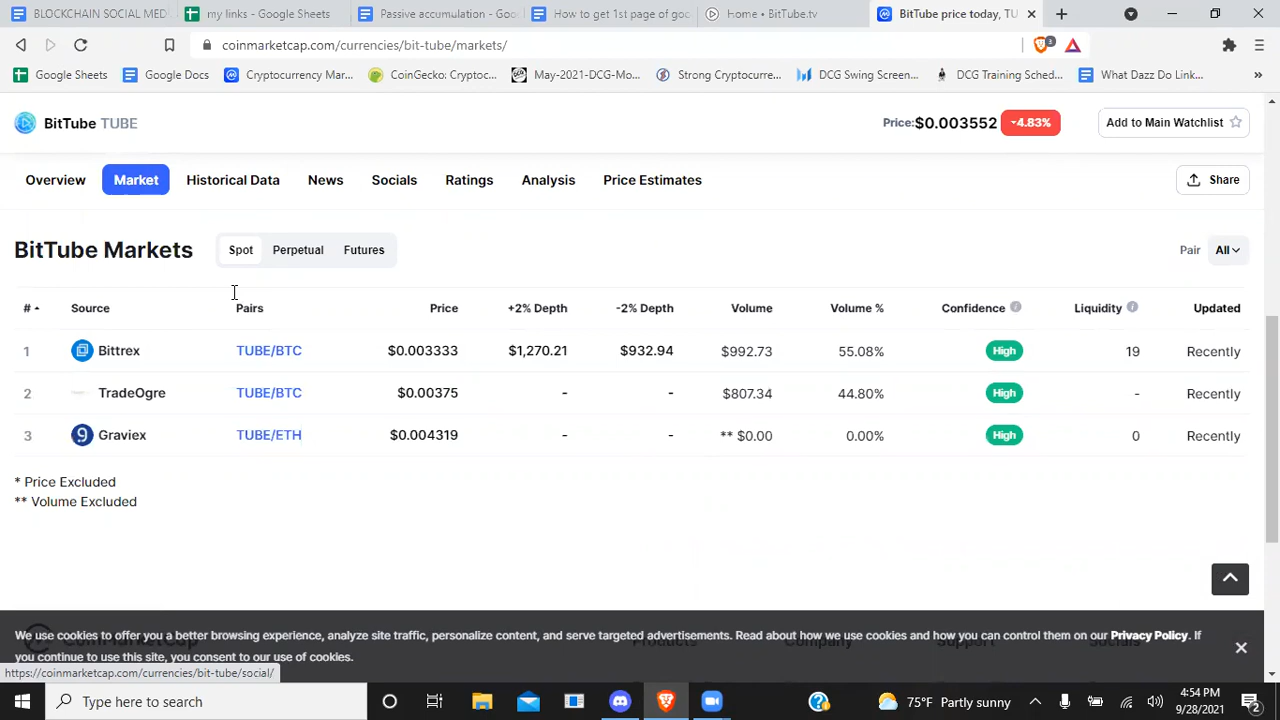 BLOCKCHAIN SOCIAL MED
my links - Google Sheets
Passive accumulation - Goo
How to get 1st page of goo
Home • BitTube.tv
BitTube price today, TU
coinmarketcap.com/currencies/bit-tube/markets/
3
Google Sheets
Google Docs
Cryptocurrency Mar...
CoinGecko: Cryptoc...
May-2021-DCG-Mo...
Strong Cryptocurre...
DCG Swing Screen...
DCG Training Sched...
What Dazz Do Link...
BitTube TUBE
Price:$0.003552
-4.83%
Add to Main Watchlist
Overview
Market
Historical Data
News
Socials
Ratings
Analysis
Price Estimates
Share
BitTube Markets
Spot
Perpetual
Futures
Pair
All
# Source Pairs Price +2% Depth -2% Depth Volume Volume % Confidence Liquidity Updated
1 Bittrex TUBE/BTC $0.003333 $1,270.21 $932.94 $992.73 55.08% High 19 Recently
2 TradeOgre TUBE/BTC $0.00375 - - $807.34 44.80% High - Recently
3 Graviex TUBE/ETH $0.004319 - - ** $0.00 0.00% High 0 Recently
* Price Excluded
** Volume Excluded
We use cookies to offer you a better browsing experience, analyze site traffic, personalize content, and serve targeted advertisements. Read about how we use cookies and how you can control them on our Privacy Policy. If
you continue to use this site, you consent to our use of cookies.
CoinMarketCap
Products
Company
Support
Socials
https://coinmarketcap.com/currencies/bit-tube/social/
Type here to search
75°F Partly sunny
4:54 PM
9/28/2021
2